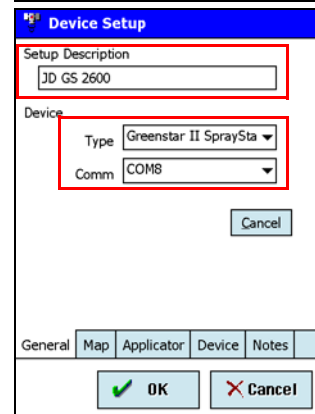 Device Setup
Setup Description
JD GS 2600
Device
Type Greenstar II SpraySta
Comm COM8
Cancel
General Map Applicator Device Notes
OK Cancel